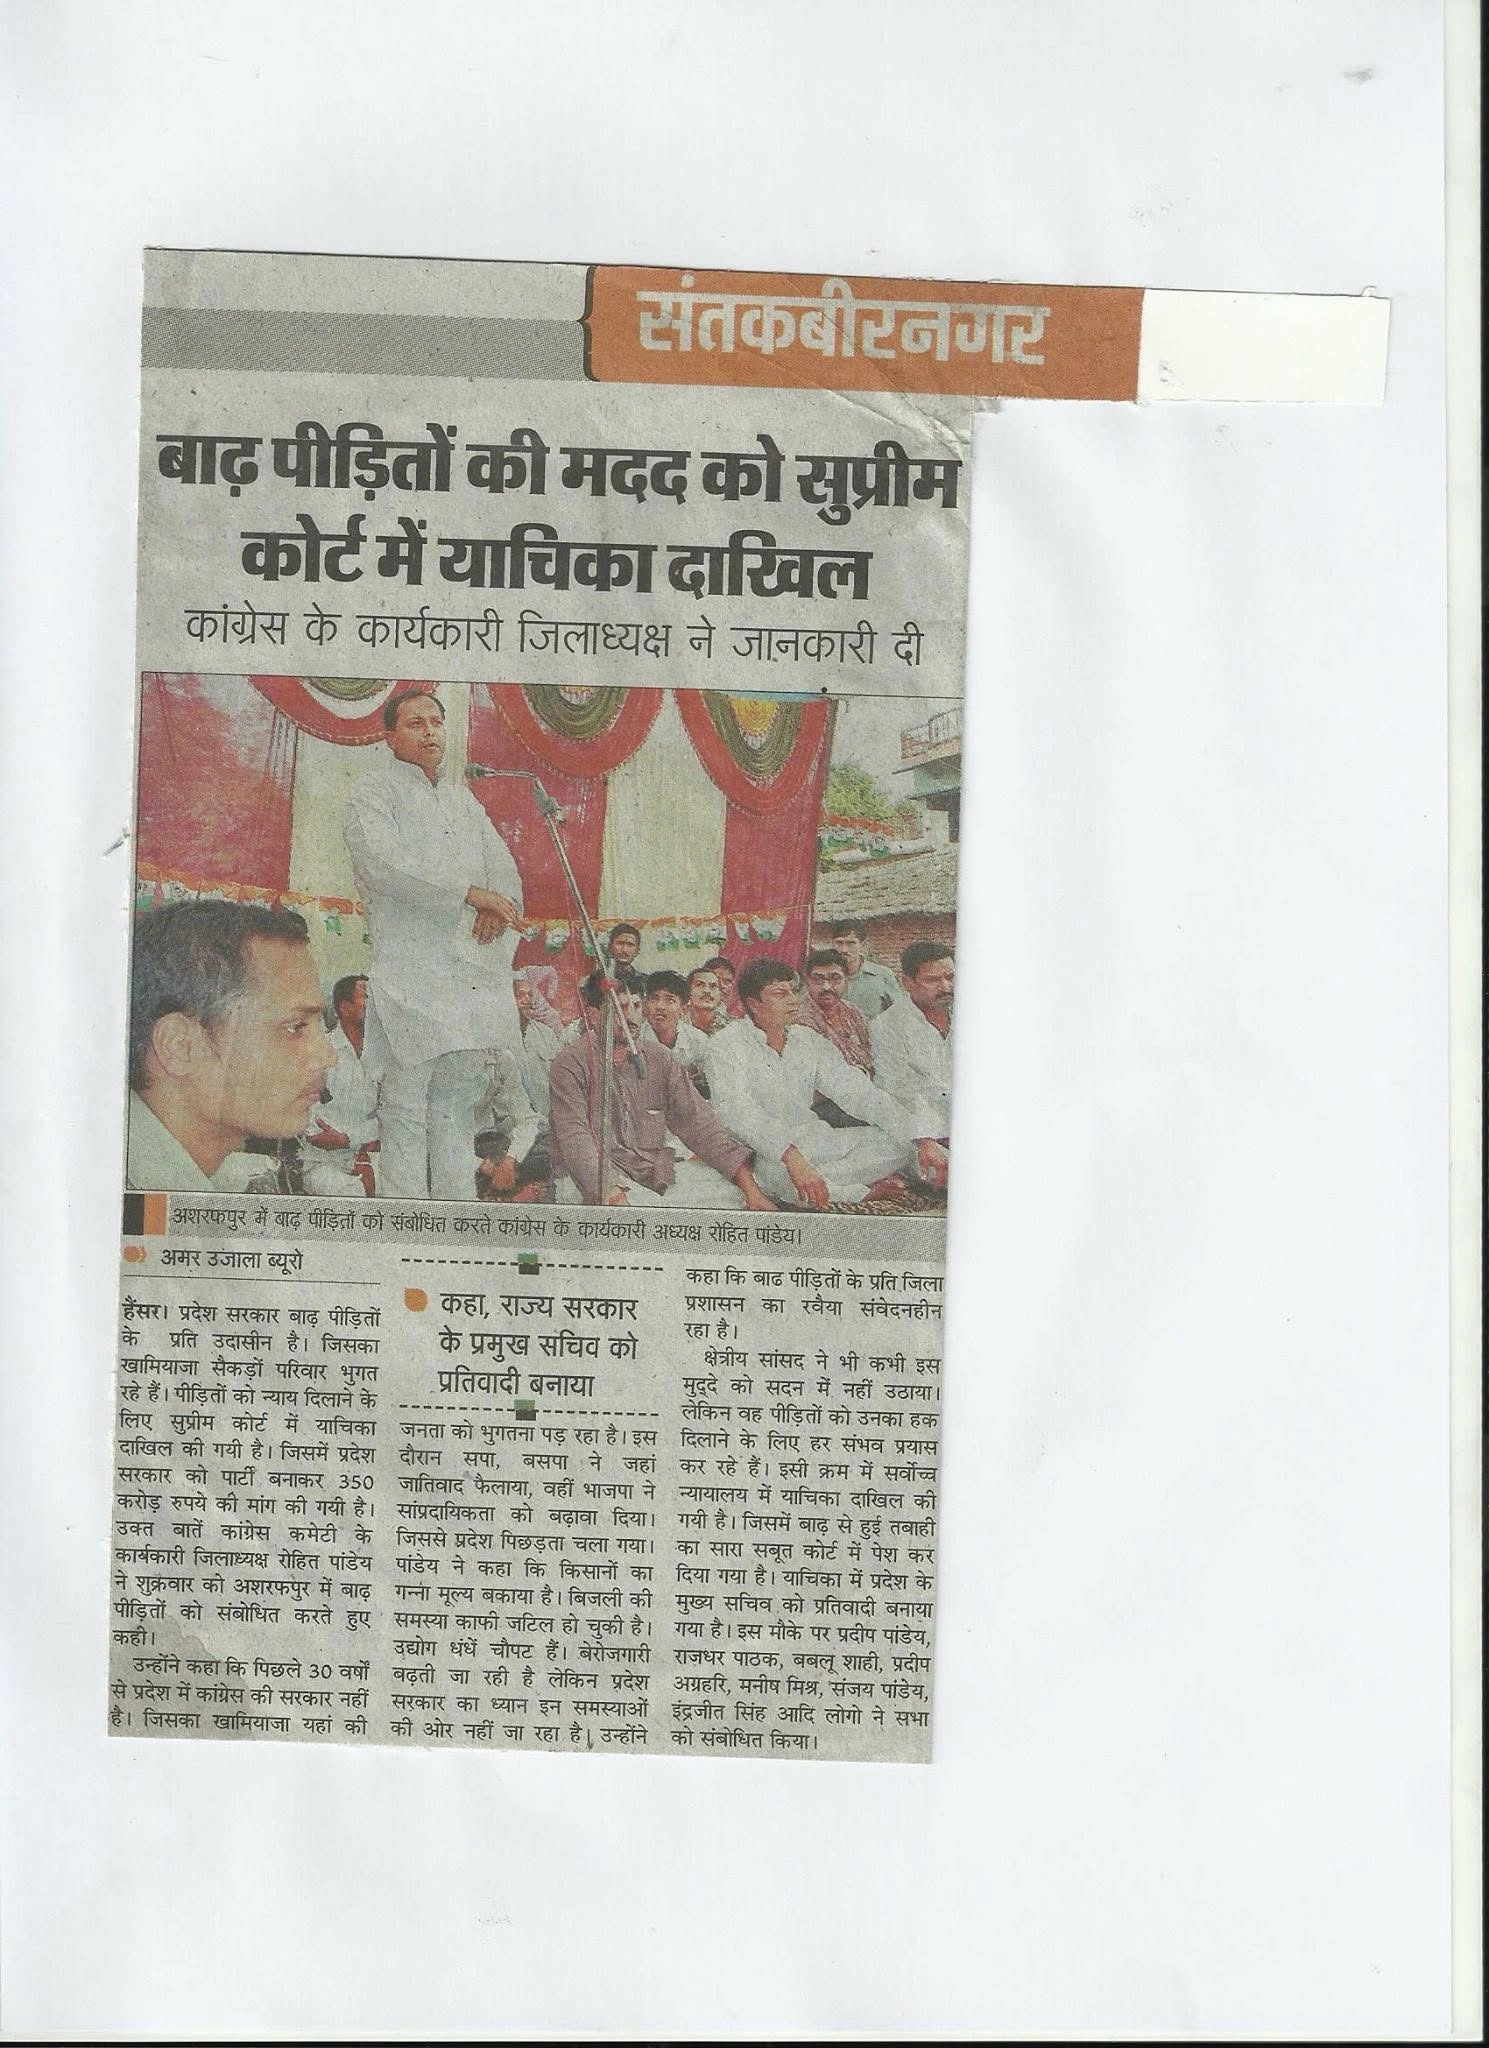 संतकबीरनगर
बाढ़ पीड़ितों की मदद को सुप्रीम
कोर्ट में याचिका दाखिल
कांग्रेस के कार्यकारी जिलाध्यक्ष ने जानकारी दी
अशरफपुर में बाढ़ पीड़ितों को संबोधित करते कांग्रेस के कार्यकारी अध्यक्ष रोहित पांडेय।
अमर उजाला ब्यूरो
हैंसर। प्रदेश सरकार बाढ़ पीड़ितों
के प्रति उदासीन है। जिसका
खामियाजा सैकड़ों परिवार भुगत
रहे हैं। पीड़ितों को न्याय दिलाने के
लिए सुप्रीम कोर्ट में याचिका
दाखिल की गयी है। जिसमें प्रदेश
सरकार को पार्टी बनाकर 350
करोड़ रुपये की मांग की गयी है।
उक्त बातें कांग्रेस कमेटी के
कार्यकारी जिलाध्यक्ष रोहित पांडेय
ने शुक्रवार को अशरफपुर में बाढ़
पीड़ितों को संबोधित करते हुए
कही।
उन्होंने कहा कि पिछले 30 वर्षों
से प्रदेश में कांग्रेस की सरकार नहीं
है। जिसका खामियाजा यहां की
कहा, राज्य सरकार
के प्रमुख सचिव को
प्रतिवादी बनाया
जनता को भुगतना पड़ रहा है। इस
दौरान सपा, बसपा ने जहां
जातिवाद फैलाया, वहीं भाजपा ने
सांप्रदायिकता को बढ़ावा दिया।
जिससे प्रदेश पिछड़ता चला गया।
पांडेय ने कहा कि किसानों का
गन्ना मूल्य बकाया है। बिजली की
समस्या काफी जटिल हो चुकी है।
उद्योग धंधें चौपट हैं। बेरोजगारी
बढ़ती जा रही है लेकिन प्रदेश
सरकार का ध्यान इन समस्याओं
की ओर नहीं जा रहा है। उन्होंने
कहा कि बाढ पीड़ितों के प्रति जिला
प्रशासन का रवैया संवेदनहीन
रहा है।
क्षेत्रीय सांसद ने भी कभी इस
मुद्दे को सदन में नहीं उठाया।
लेकिन वह पीड़ितों को उनका हक
दिलाने के लिए हर संभव प्रयास
कर रहे हैं। इसी क्रम में सर्वोच्च
न्यायालय में याचिका दाखिल की
गयी है। जिसमें बाढ़ से हुई तबाही
का सारा सबूत कोर्ट में पेश कर
दिया गया है। याचिका में प्रदेश के
मुख्य सचिव को प्रतिवादी बनाया
गया है। इस मौके पर प्रदीप पांडेय,
राजधर पाठक, बबलू शाही, प्रदीप
अग्रहरि, मनीष मिश्र, संजय पांडेय,
इंद्रजीत सिंह आदि लोगो ने सभा
को संबोधित किया।